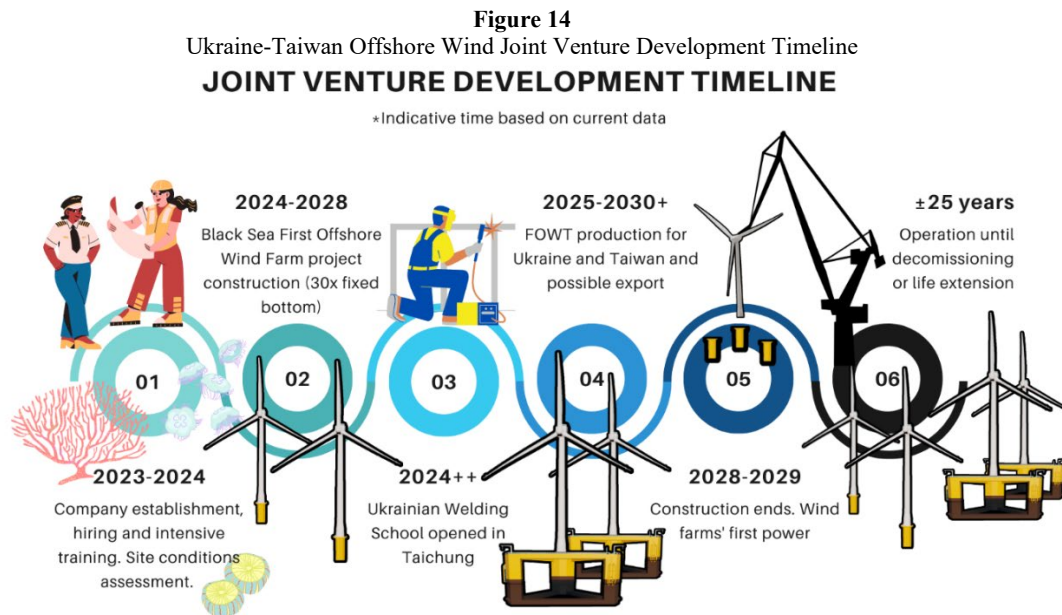 Figure 14
Ukraine-Taiwan Offshore Wind Joint Venture Development Timeline
JOINT VENTURE DEVELOPMENT TIMELINE
*Indicative time based on current data
01
2023-2024
Company establishment,
hiring and intensive
training. Site conditions
assessment.
02
2024-2028
Black Sea First Offshore
Wind Farm project
construction (30x fixed
bottom)
03
2024++
Ukrainian Welding
School opened in
Taichung
04
2025-2030+
FOWT production for
Ukraine and Taiwan and
possible export
05
2028-2029
Construction ends. Wind
farms' first power
06
±25 years
Operation until
decomissioning
or life extension